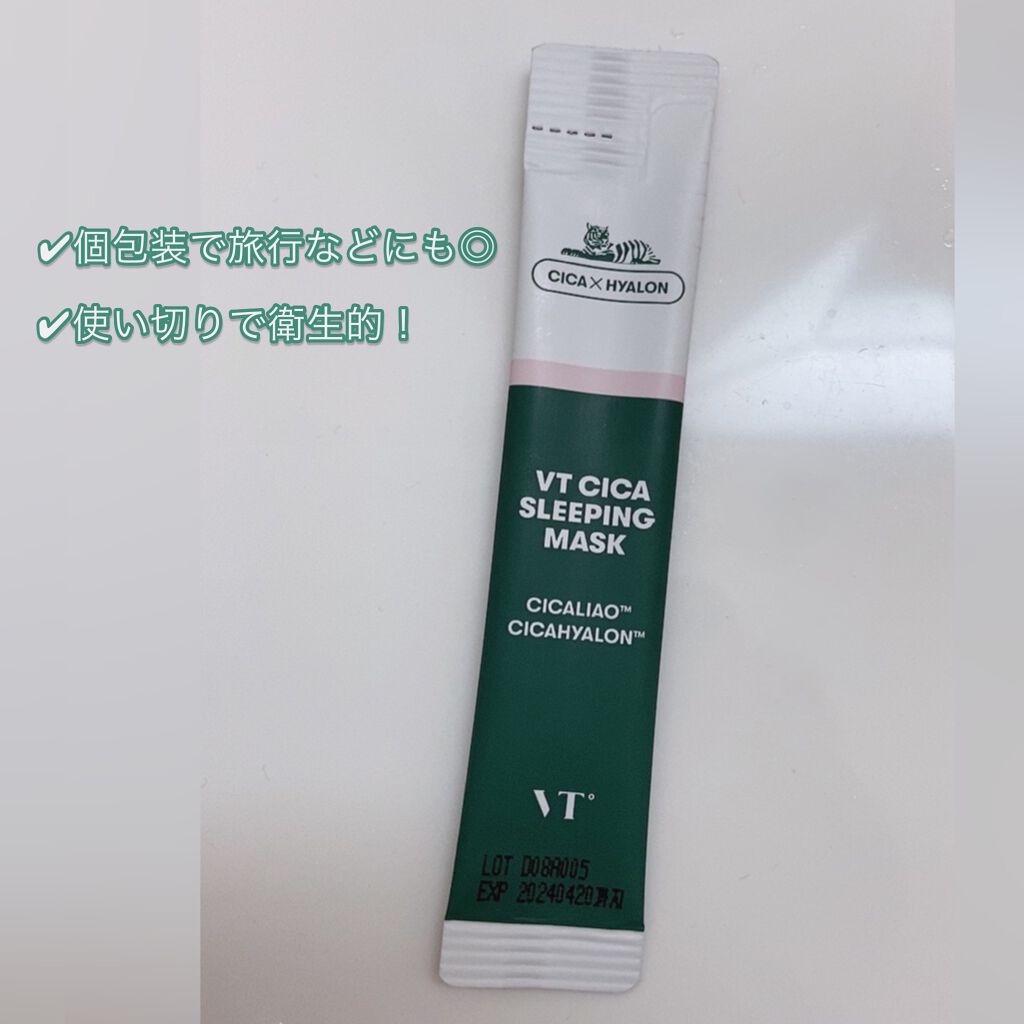 ✔個包装で旅行などにも◎
✔使い切りで衛生的！
CICA×HYALON
VT CICA
SLEEPING
MASK
CICALIAO™
CICAHYALON™
VT°
LOT D08A005
EXP 20240420까지